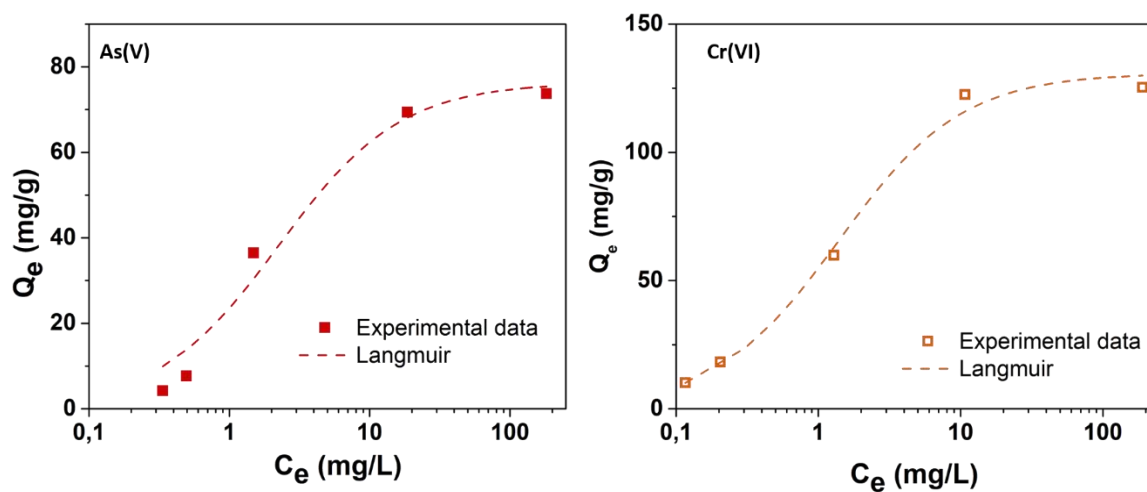 As(V)
80
60
40
20
0
Qe (mg/g)
Experimental data
Langmuir
0,1
1
10
100
Ce (mg/L)
Cr(VI)
150
100
50
0
Qe (mg/g)
Experimental data
Langmuir
0,1
1
10
100
Ce (mg/L)